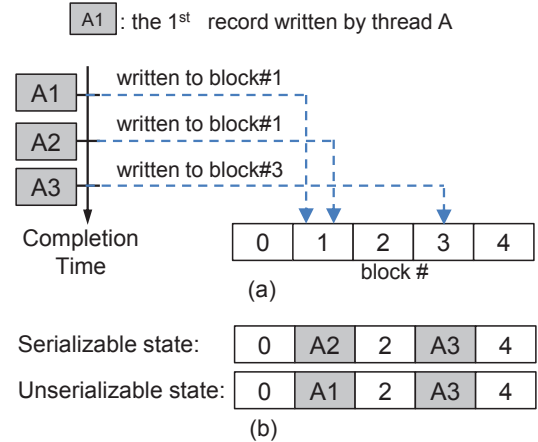 A1 : the 1st record written by thread A
A1 written to block#1
A2 written to block#1
A3 written to block#3
Completion
Time
0 1 2 3 4
block #
(a)
Serializable state: 0 A2 2 A3 4
Unserializable state: 0 A1 2 A3 4
(b)